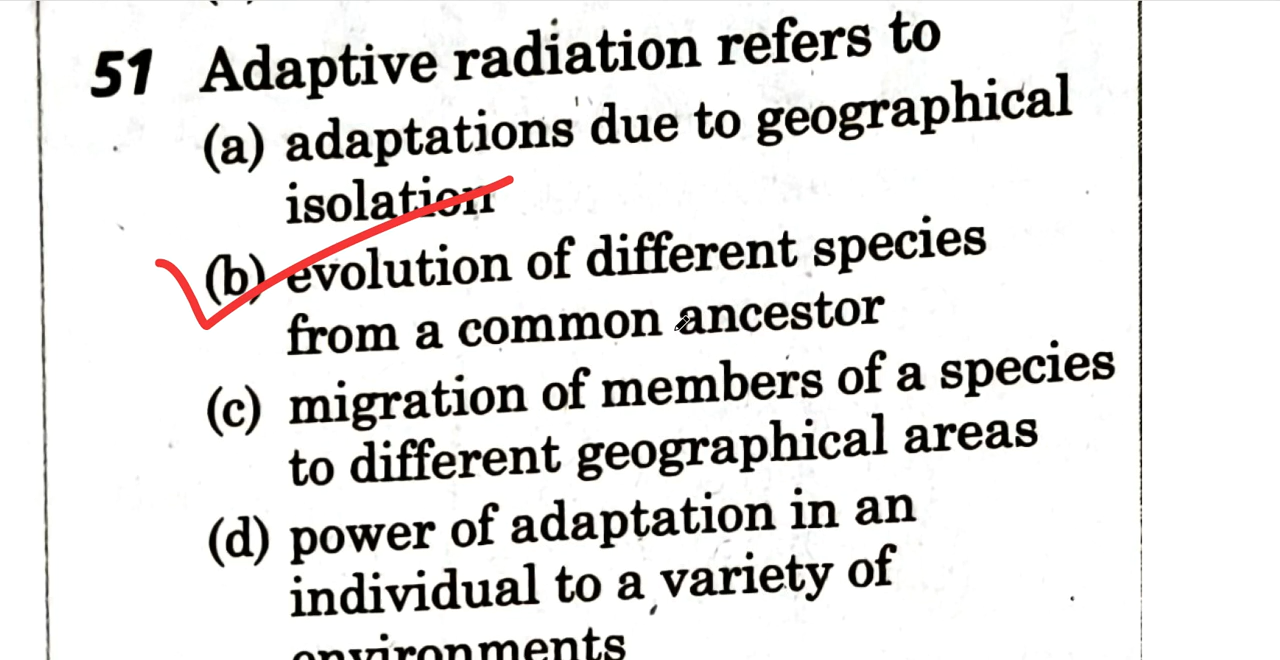 51 Adaptive radiation refers to
(a) adaptations due to geographical
isolation
(b) evolution of different species
from a common ancestor
(c) migration of members of a species
to different geographical areas
(d) power of adaptation in an
individual to a variety of
environments